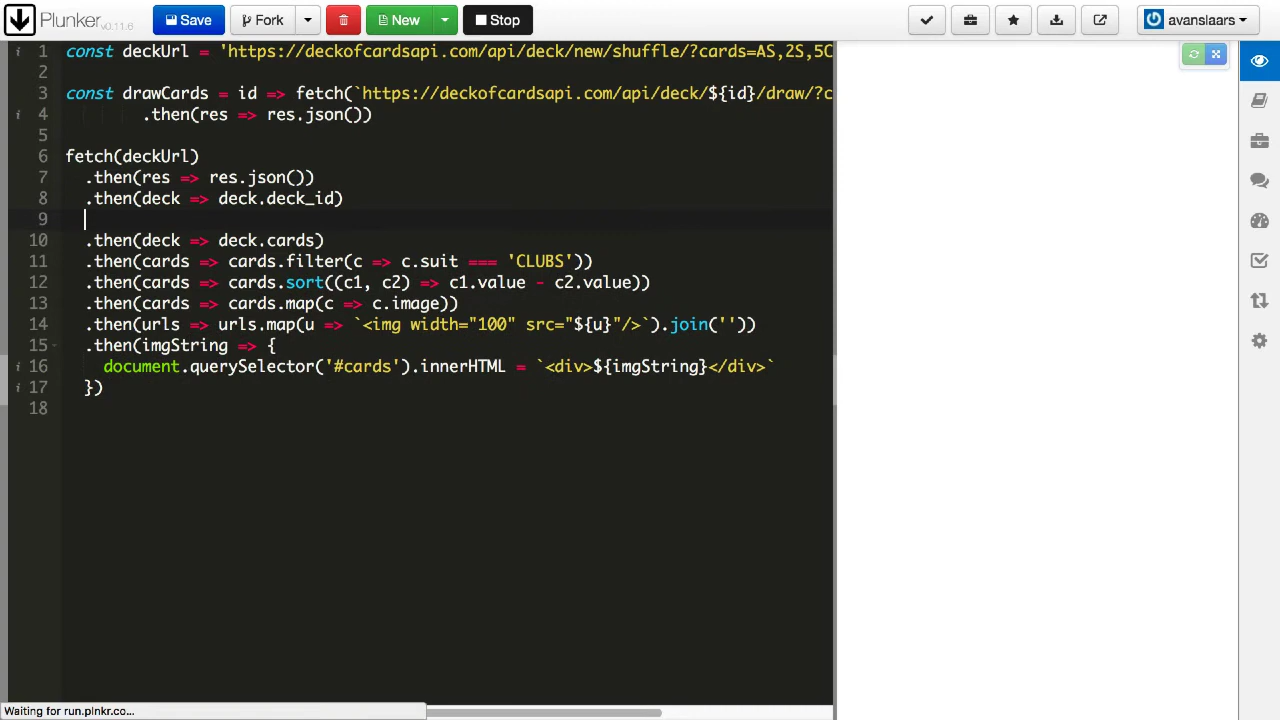 Plunker v0.11.6 Save Fork New Stop avanslaars
1 const deckUrl = 'https://deckofcardsapi.com/api/deck/new/shuffle/?cards=AS,2S,5C
2
3 const drawCards = id => fetch(`https://deckofcardsapi.com/api/deck/${id}/draw/?c
4 .then(res => res.json())
5
6 fetch(deckUrl)
7 .then(res => res.json())
8 .then(deck => deck.deck_id)
9
10 .then(deck => deck.cards)
11 .then(cards => cards.filter(c => c.suit === 'CLUBS'))
12 .then(cards => cards.sort((c1, c2) => c1.value - c2.value))
13 .then(cards => cards.map(c => c.image))
14 .then(urls => urls.map(u => `<img width="100" src="${u}"/>`).join(''))
15 .then(imgString => {
16 document.querySelector('#cards').innerHTML = `<div>${imgString}</div>`
17 })
18
Waiting for run.plnkr.co...